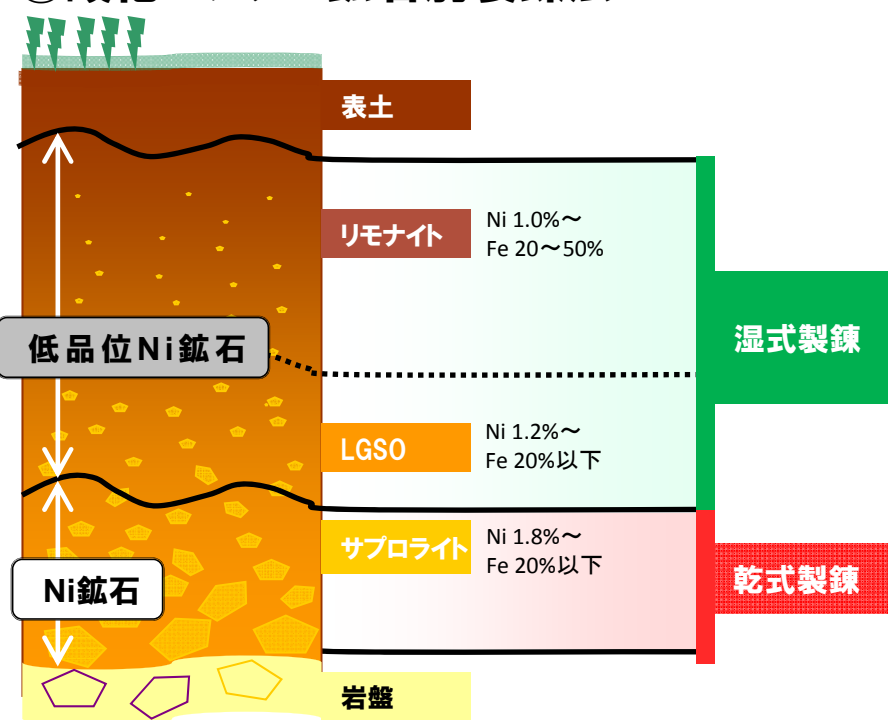 表土
リモナイト
Ni 1.0%～
Fe 20～50%
低品位Ni鉱石
湿式製錬
LGSO
Ni 1.2%～
Fe 20%以下
サプロライト
Ni 1.8%～
Fe 20%以下
Ni鉱石
乾式製錬
岩盤